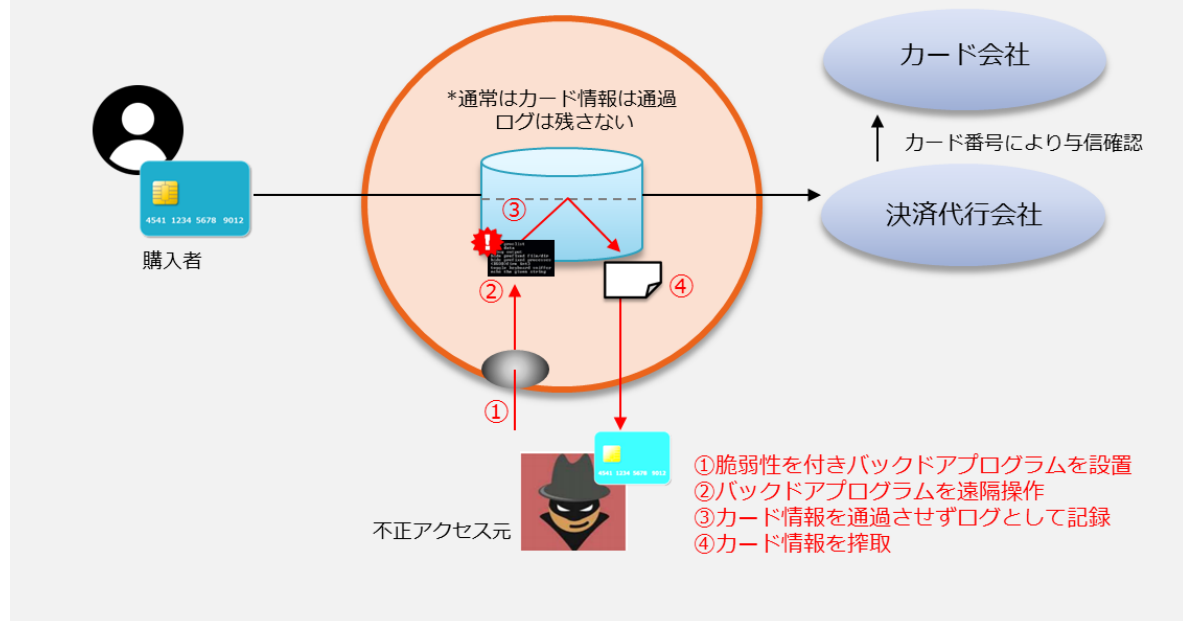 カード会社
*通常はカード情報は通過
ログは残さない
カード番号により与信確認
③
4541 1234 5678 9012
決済代行会社
購入者
②
④
①
4541 1234 5678 9012
①脆弱性を付きバックドアプログラムを設置
②バックドアプログラムを遠隔操作
不正アクセス元
③カード情報を通過させずログとして記録
④カード情報を搾取